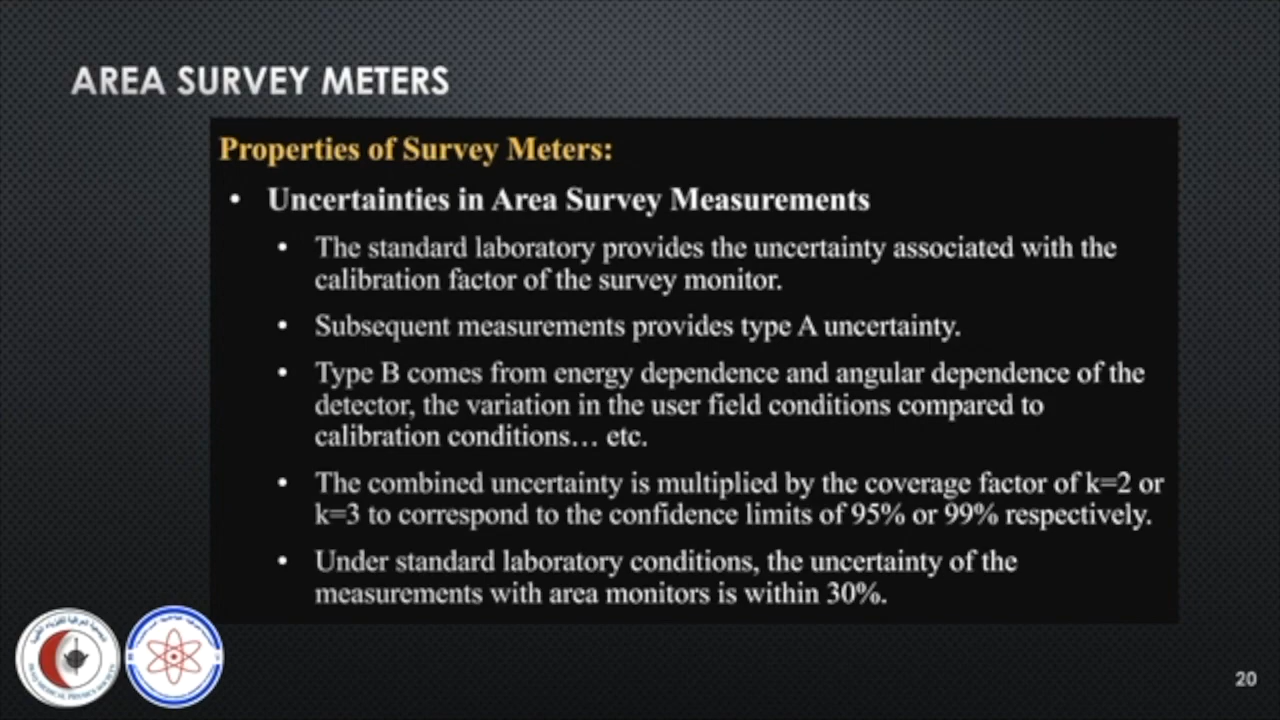 AREA SURVEY METERS
Properties of Survey Meters:
• Uncertainties in Area Survey Measurements
• The standard laboratory provides the uncertainty associated with the
calibration factor of the survey monitor.
• Subsequent measurements provides type A uncertainty.
• Type B comes from energy dependence and angular dependence of the
detector, the variation in the user field conditions compared to
calibration conditions… etc.
• The combined uncertainty is multiplied by the coverage factor of k=2 or
k=3 to correspond to the confidence limits of 95% or 99% respectively.
• Under standard laboratory conditions, the uncertainty of the
measurements with area monitors is within 30%.
IRAQI MEDICAL PHYSICS SOCIETY
20